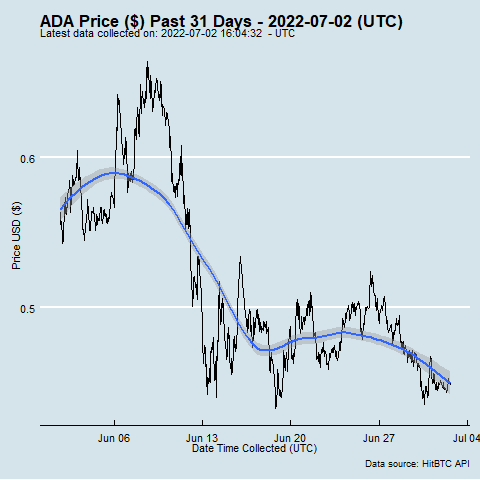 ADA Price ($) Past 31 Days - 2022-07-02 (UTC)
Latest data collected on: 2022-07-02 16:04:32 - UTC
Price USD ($)
0.6
0.5
Jun 06 Jun 13 Jun 20 Jun 27 Jul 04
Date Time Collected (UTC)
Data source: HitBTC API